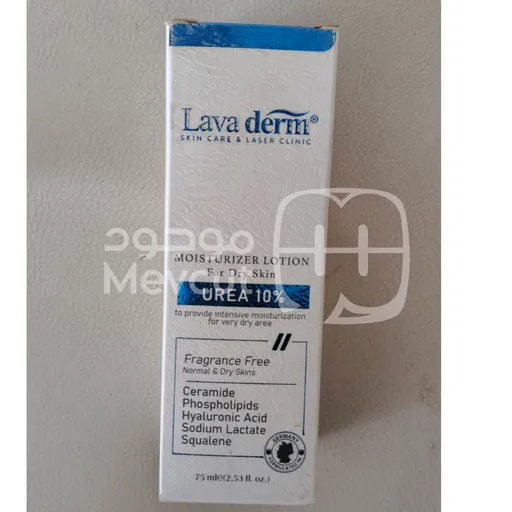 Lava derm®
SKIN CARE & LASER CLINIC
موجود
Mevcut
MOISTURIZER LOTION
For Dry Skin
UREA 10%
to provide intensive moisturization
for very dry area
Fragrance Free
Normal & Dry Skins
Ceramide
Phospholipids
Hyaluronic Acid
Sodium Lactate
Squalene
GERMANY
FORMULATED IN
75 ml℮(2.53 fl. oz.)